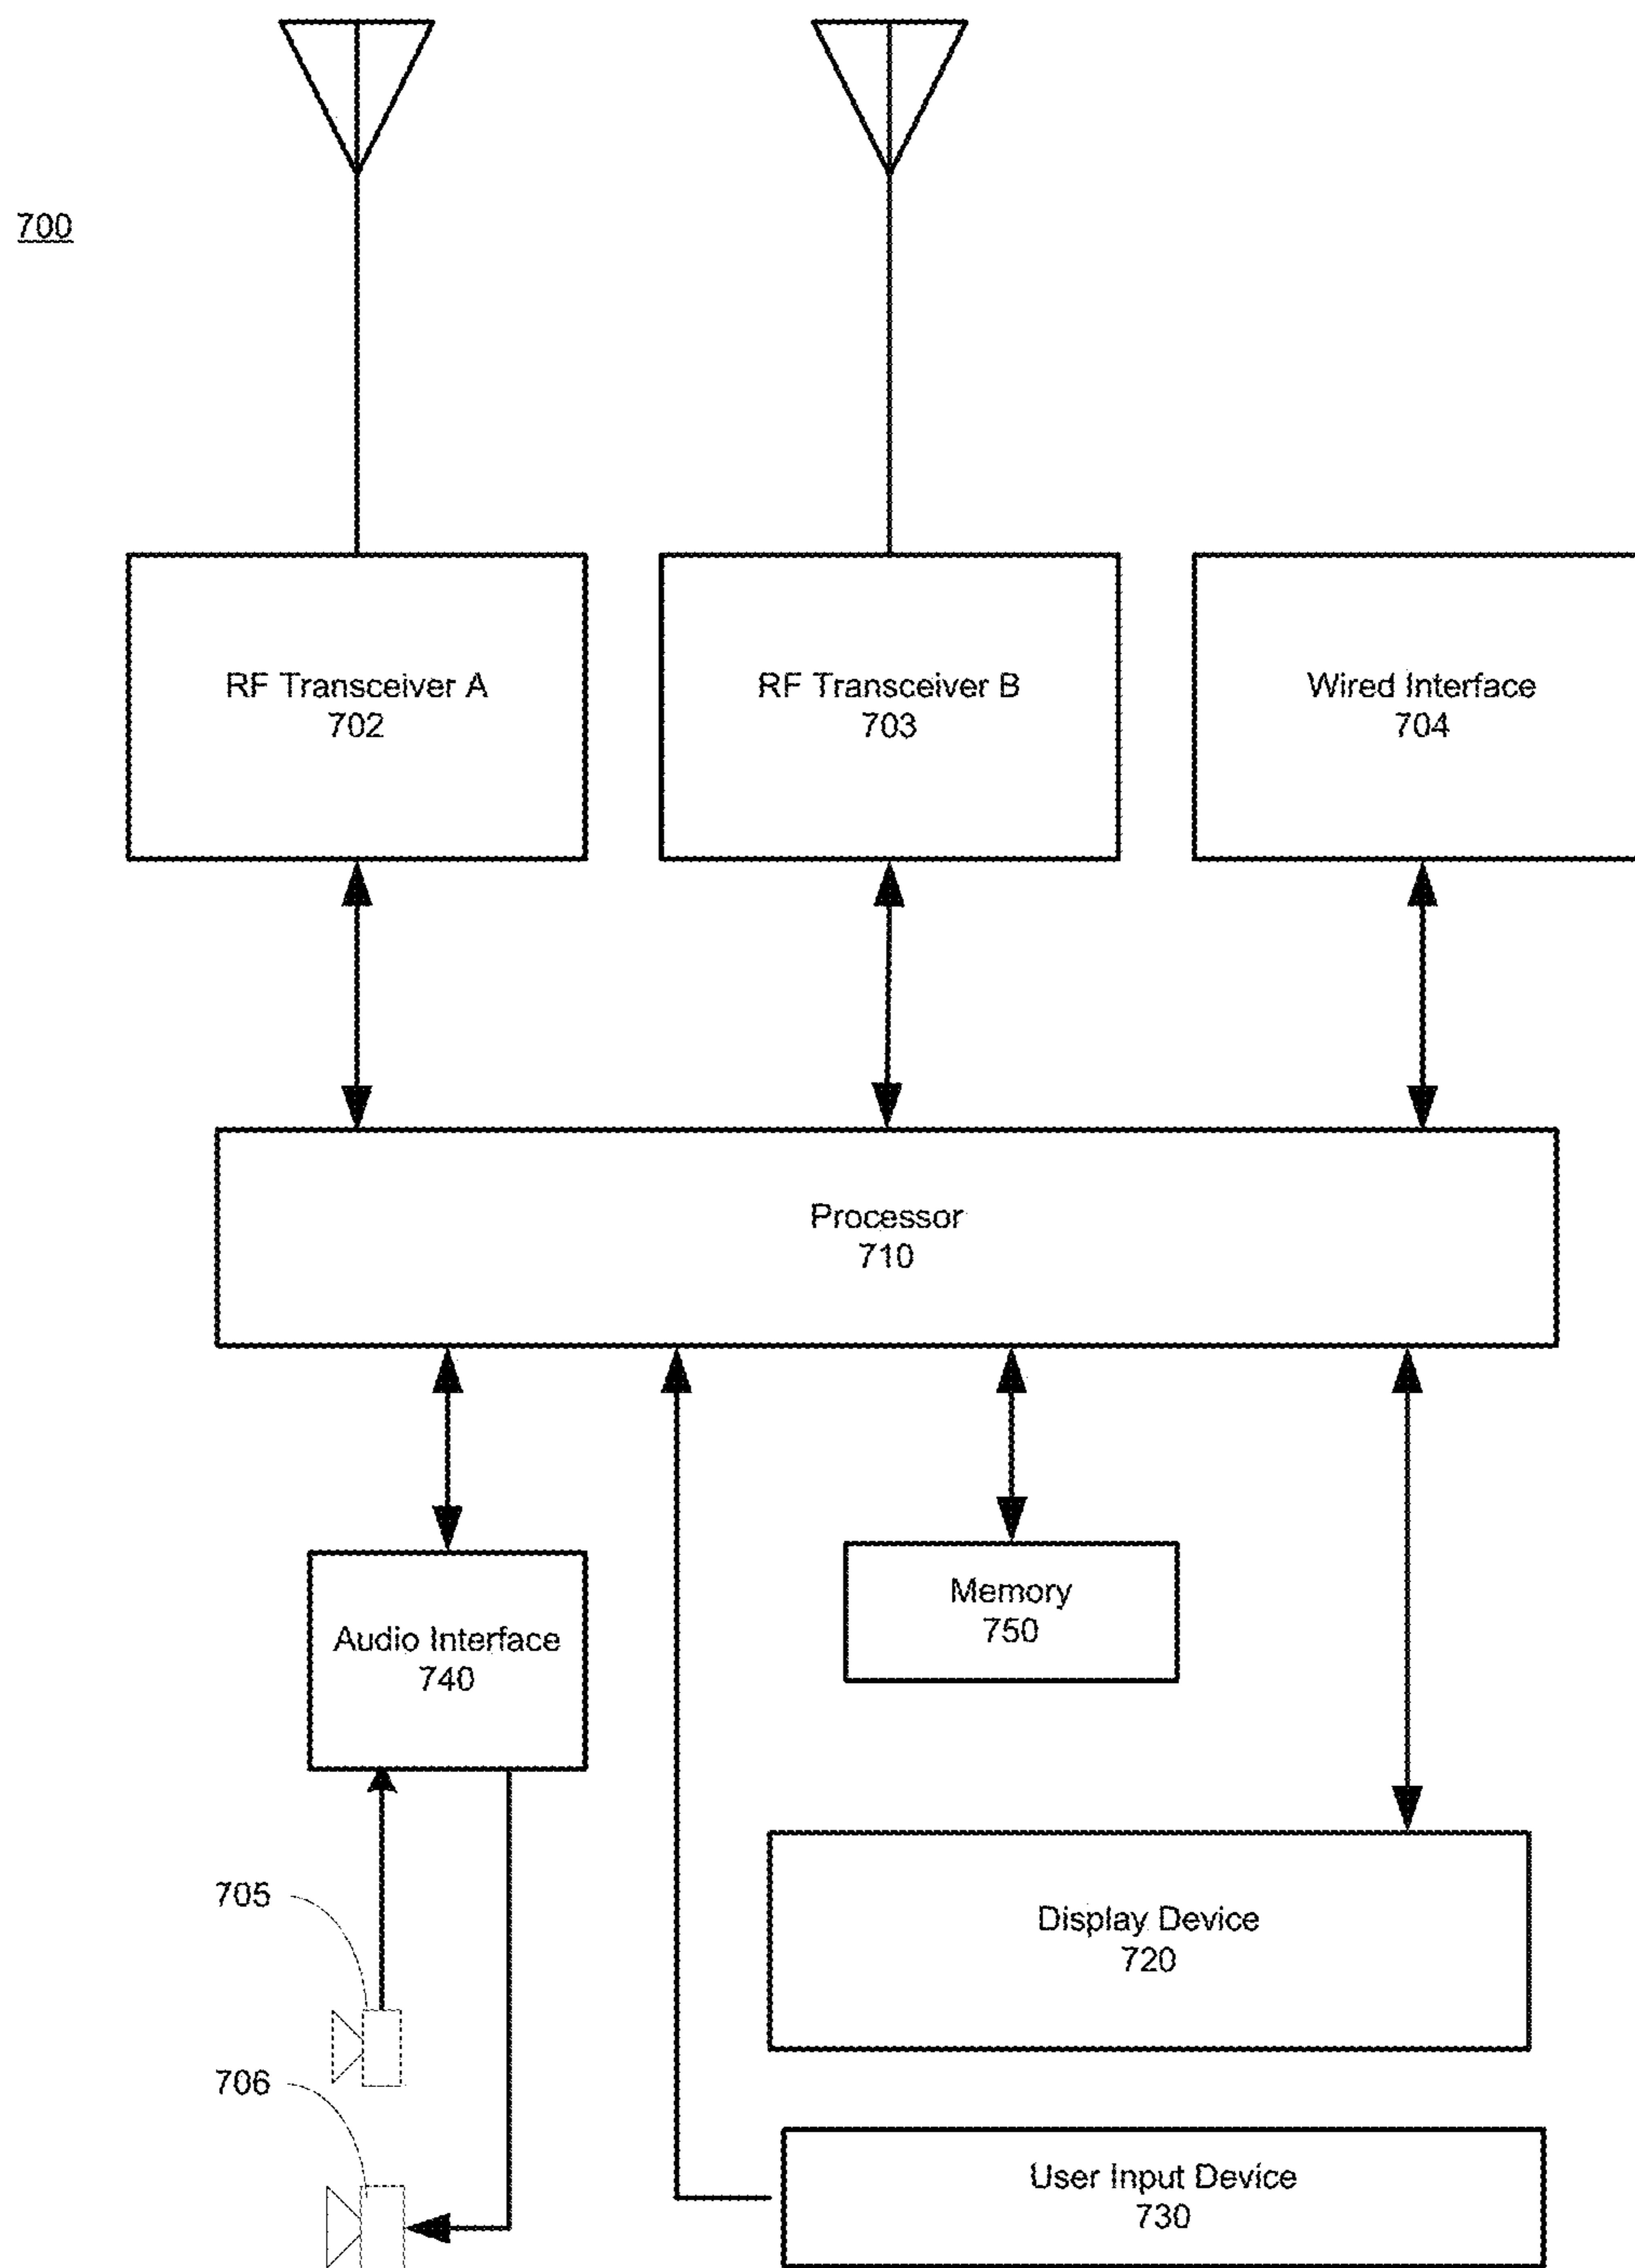 700
RF Transceiver A
702
RF Transceiver B
703
Wired Interface
704
Processor
710
Audio Interface
740
Memory
750
705
Display Device
720
706
User Input Device
730